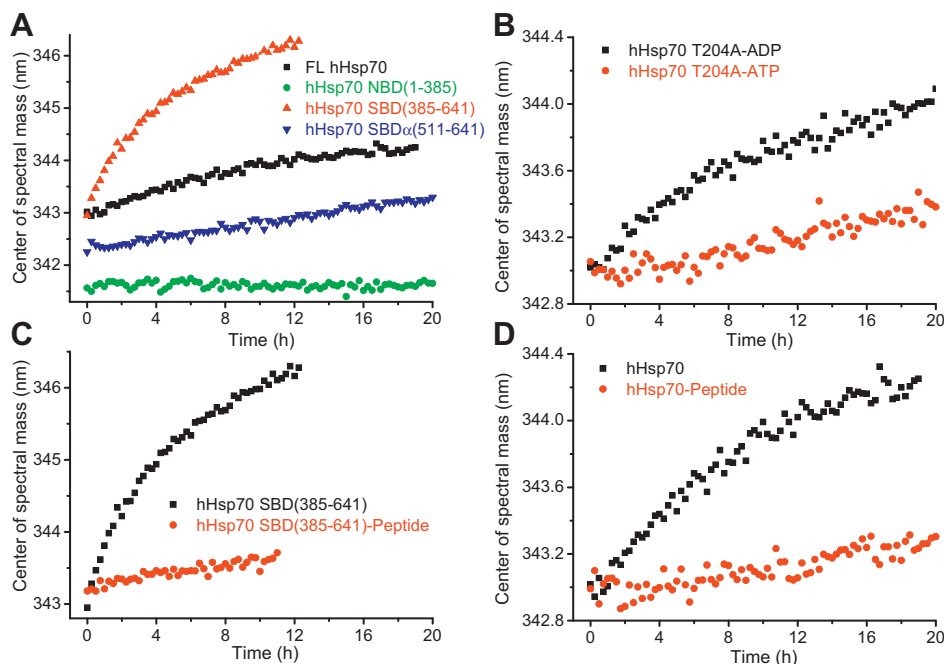 A
Center of spectral mass (nm)
346
345
344
343
342
FL hHsp70
hHsp70 NBD(1-385)
hHsp70 SBD(385-641)
hHsp70 SBDα(511-641)
0 4 8 12 16 20
Time (h)
B
Center of spectral mass (nm)
344.4
344.0
343.6
343.2
342.8
hHsp70 T204A-ADP
hHsp70 T204A-ATP
0 4 8 12 16 20
Time (h)
C
Center of spectral mass (nm)
346
345
344
343
hHsp70 SBD(385-641)
hHsp70 SBD(385-641)-Peptide
0 4 8 12 16 20
Time (h)
D
Center of spectral mass (nm)
344.4
344.0
343.6
343.2
342.8
hHsp70
hHsp70-Peptide
0 4 8 12 16 20
Time (h)